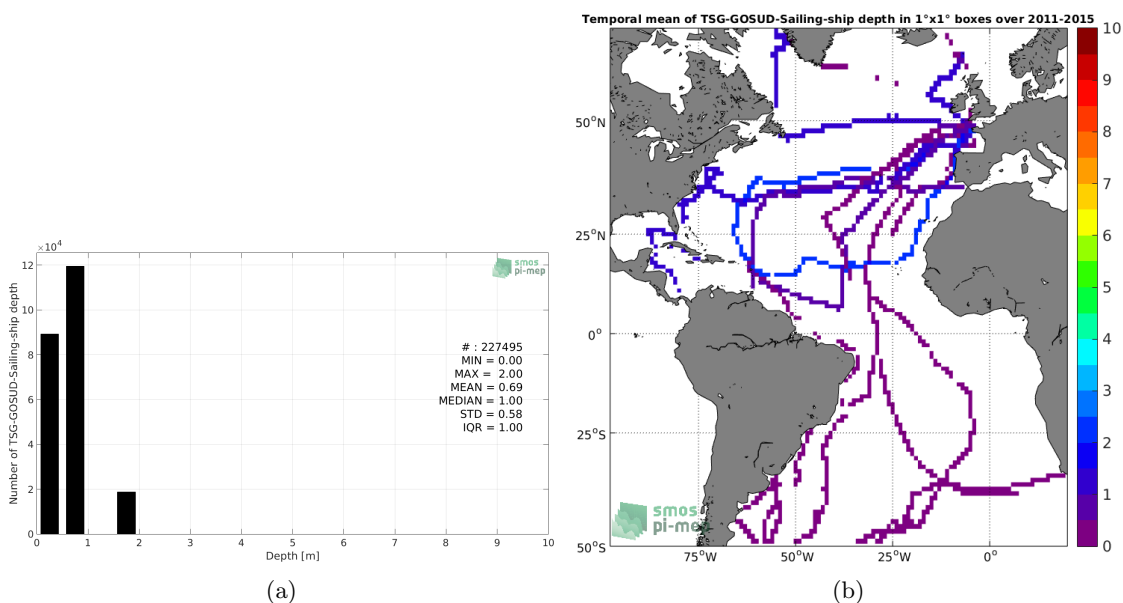 ×10⁴
12
10
8
6
4
2
0
0 1 2 3 4 5 6 7 8 9 10
Number of TSG-GOSUD-Sailing-ship depth
Depth [m]
smos
pi-mep
# : 227495
MIN = 0.00
MAX = 2.00
MEAN = 0.69
MEDIAN = 1.00
STD = 0.58
IQR = 1.00
(a)
Temporal mean of TSG-GOSUD-Sailing-ship depth in 1°x1° boxes over 2011-2015
50°N
25°N
0°
25°S
50°S
75°W 50°W 25°W 0°
smos
pi-mep
10
9
8
7
6
5
4
3
2
1
0
(b)